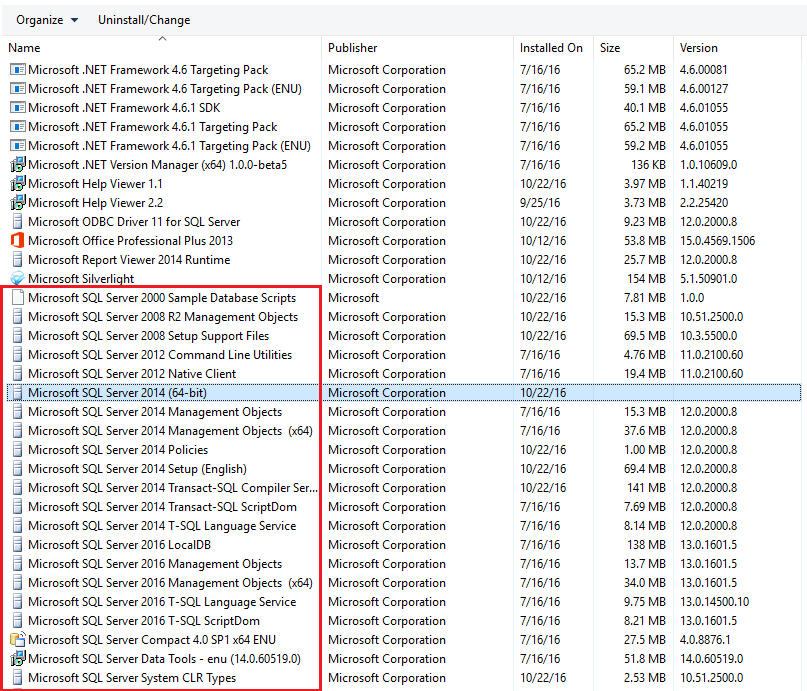 Organize Uninstall/Change
Name Publisher Installed On Size Version
Microsoft .NET Framework 4.6 Targeting Pack Microsoft Corporation 7/16/16 65.2 MB 4.6.00081
Microsoft .NET Framework 4.6 Targeting Pack (ENU) Microsoft Corporation 7/16/16 59.1 MB 4.6.00127
Microsoft .NET Framework 4.6.1 SDK Microsoft Corporation 7/16/16 40.1 MB 4.6.01055
Microsoft .NET Framework 4.6.1 Targeting Pack Microsoft Corporation 7/16/16 65.2 MB 4.6.01055
Microsoft .NET Framework 4.6.1 Targeting Pack (ENU) Microsoft Corporation 7/16/16 59.2 MB 4.6.01055
Microsoft .NET Version Manager (x64) 1.0.0-beta5 Microsoft Corporation 7/16/16 136 KB 1.0.10609.0
Microsoft Help Viewer 1.1 Microsoft Corporation 10/22/16 3.97 MB 1.1.40219
Microsoft Help Viewer 2.2 Microsoft Corporation 9/25/16 3.73 MB 2.2.25420
Microsoft ODBC Driver 11 for SQL Server Microsoft Corporation 10/22/16 9.23 MB 12.0.2000.8
Microsoft Office Professional Plus 2013 Microsoft Corporation 10/12/16 53.8 MB 15.0.4569.1506
Microsoft Report Viewer 2014 Runtime Microsoft Corporation 10/22/16 25.7 MB 12.0.2000.8
Microsoft Silverlight Microsoft Corporation 10/12/16 154 MB 5.1.50901.0
Microsoft SQL Server 2000 Sample Database Scripts Microsoft 10/22/16 7.81 MB 1.0.0
Microsoft SQL Server 2008 R2 Management Objects Microsoft Corporation 10/22/16 15.3 MB 10.51.2500.0
Microsoft SQL Server 2008 Setup Support Files Microsoft Corporation 10/22/16 69.5 MB 10.3.5500.0
Microsoft SQL Server 2012 Command Line Utilities Microsoft Corporation 7/16/16 4.76 MB 11.0.2100.60
Microsoft SQL Server 2012 Native Client Microsoft Corporation 7/16/16 19.4 MB 11.0.2100.60
Microsoft SQL Server 2014 (64-bit) Microsoft Corporation 10/22/16
Microsoft SQL Server 2014 Management Objects Microsoft Corporation 7/16/16 15.3 MB 12.0.2000.8
Microsoft SQL Server 2014 Management Objects (x64) Microsoft Corporation 7/16/16 37.6 MB 12.0.2000.8
Microsoft SQL Server 2014 Policies Microsoft Corporation 10/22/16 1.00 MB 12.0.2000.8
Microsoft SQL Server 2014 Setup (English) Microsoft Corporation 10/22/16 69.4 MB 12.0.2000.8
Microsoft SQL Server 2014 Transact-SQL Compiler Ser... Microsoft Corporation 10/22/16 141 MB 12.0.2000.8
Microsoft SQL Server 2014 Transact-SQL ScriptDom Microsoft Corporation 7/16/16 7.69 MB 12.0.2000.8
Microsoft SQL Server 2014 T-SQL Language Service Microsoft Corporation 7/16/16 8.14 MB 12.0.2000.8
Microsoft SQL Server 2016 LocalDB Microsoft Corporation 7/16/16 138 MB 13.0.1601.5
Microsoft SQL Server 2016 Management Objects Microsoft Corporation 7/16/16 13.7 MB 13.0.1601.5
Microsoft SQL Server 2016 Management Objects (x64) Microsoft Corporation 7/16/16 34.0 MB 13.0.1601.5
Microsoft SQL Server 2016 T-SQL Language Service Microsoft Corporation 7/16/16 9.75 MB 13.0.14500.10
Microsoft SQL Server 2016 T-SQL ScriptDom Microsoft Corporation 7/16/16 8.21 MB 13.0.1601.5
Microsoft SQL Server Compact 4.0 SP1 x64 ENU Microsoft Corporation 7/16/16 27.5 MB 4.0.8876.1
Microsoft SQL Server Data Tools - enu (14.0.60519.0) Microsoft Corporation 7/16/16 51.8 MB 14.0.60519.0
Microsoft SQL Server System CLR Types Microsoft Corporation 10/22/16 2.53 MB 10.51.2500.0